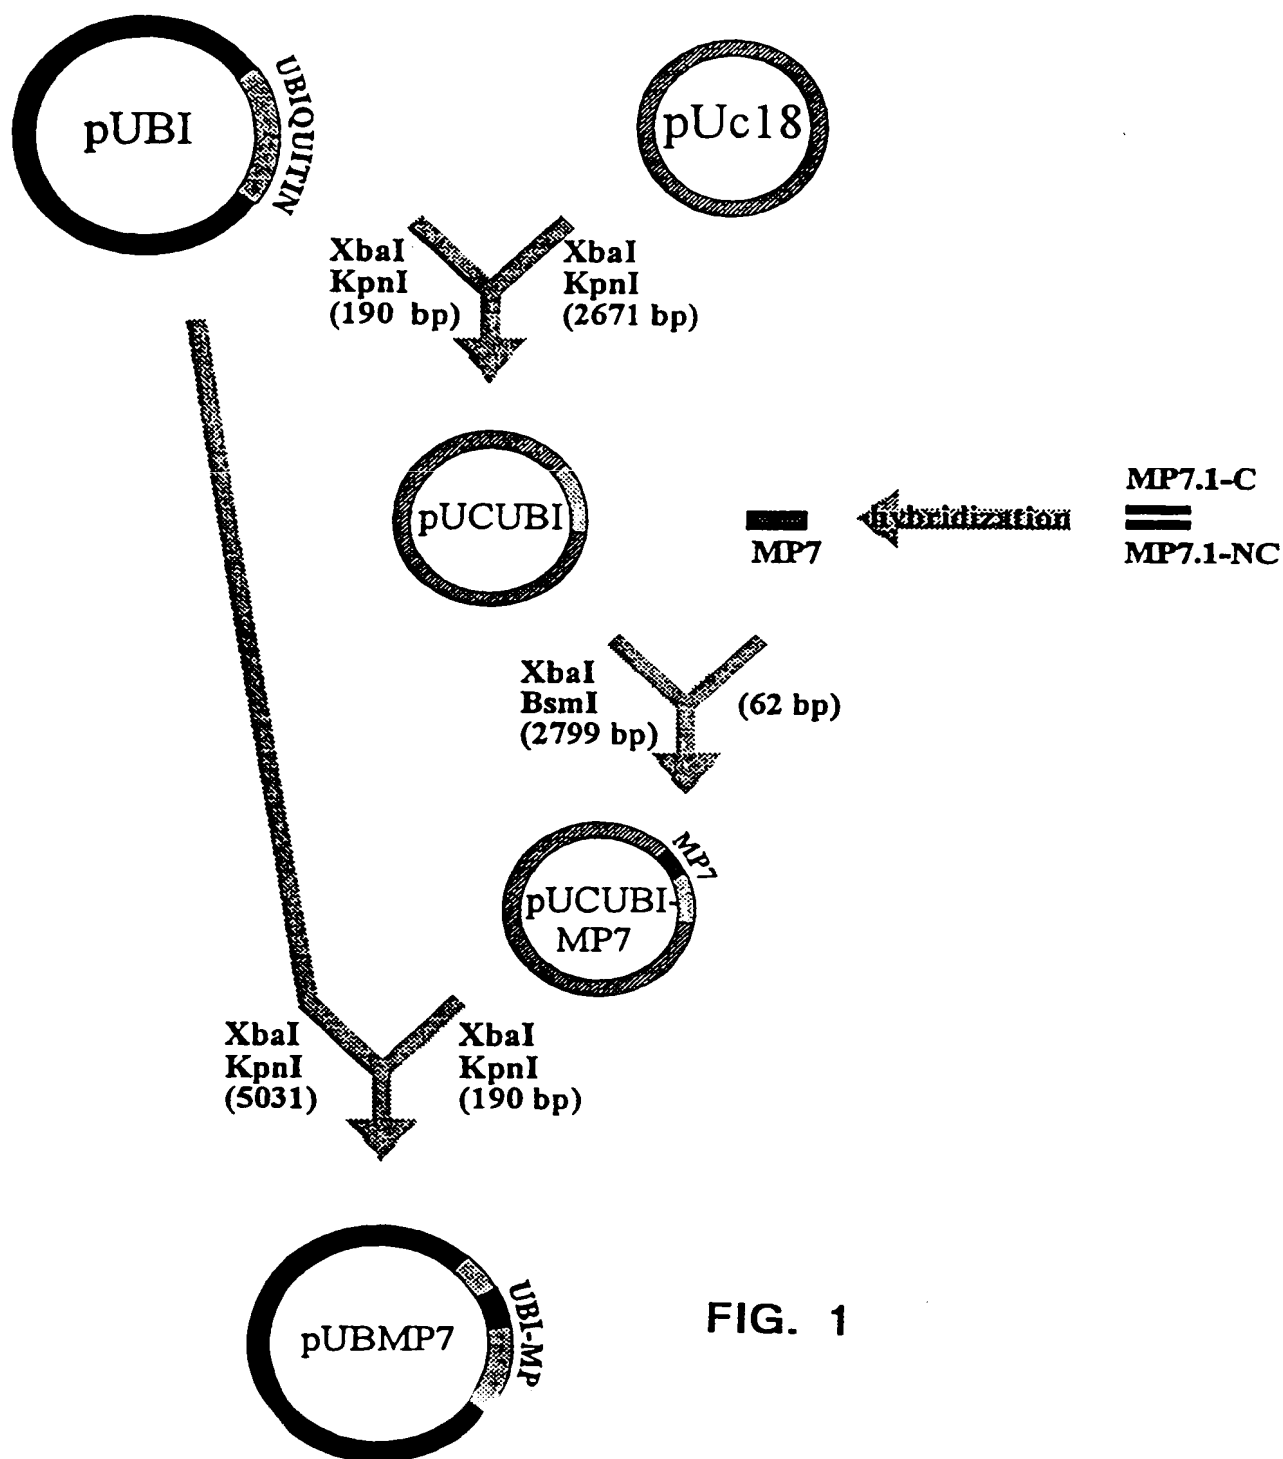 pUBI
UBIQUITIN
pUc18
XbaI
KpnI
(190 bp)
XbaI
KpnI
(2671 bp)
pUCUBI
MP7
hybridization
MP7.1-C
MP7.1-NC
XbaI
BsmI
(2799 bp)
(62 bp)
MP7
pUCUBI-
MP7
XbaI
KpnI
(5031)
XbaI
KpnI
(190 bp)
pUBMP7
UBI-MP
FIG. 1